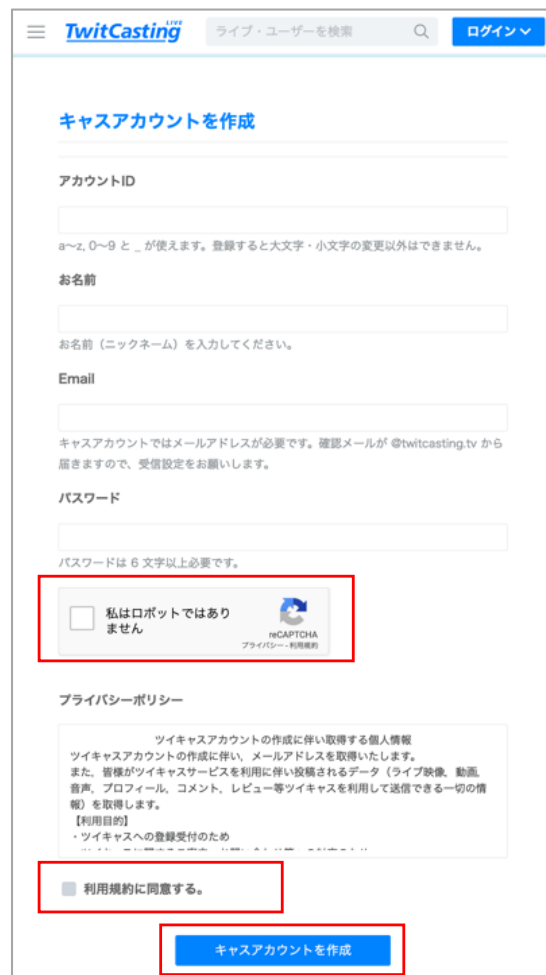 TwitCasting LIVE ライブ・ユーザーを検索 ログイン
キャスアカウントを作成
アカウントID
a〜z, 0〜9 と _ が使えます。登録すると大文字・小文字の変更以外はできません。
お名前
お名前（ニックネーム）を入力してください。
Email
キャスアカウントではメールアドレスが必要です。確認メールが @twitcasting.tv から
届きますので、受信設定をお願いします。
パスワード
パスワードは 6 文字以上必要です。
私はロボットではあり
ません
reCAPTCHA
プライバシー - 利用規約
プライバシーポリシー
ツイキャスアカウントの作成に伴い取得する個人情報
ツイキャスアカウントの作成に伴い、メールアドレスを取得いたします。
また、皆様がツイキャスサービスを利用に伴い投稿されるデータ（ライブ映像、動画、
音声、プロフィール、コメント、レビュー等ツイキャスを利用して送信できる一切の情
報）を取得します。
【利用目的】
・ツイキャスへの登録受付のため
利用規約に同意する。
キャスアカウントを作成